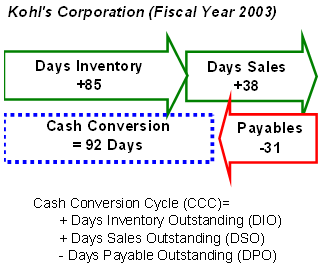 Kohl's Corporation (Fiscal Year 2003)
Days Inventory
+85
Days Sales
+38
Cash Conversion
= 92 Days
Payables
-31
Cash Conversion Cycle (CCC)=
+ Days Inventory Outstanding (DIO)
+ Days Sales Outstanding (DSO)
- Days Payable Outstanding (DPO)